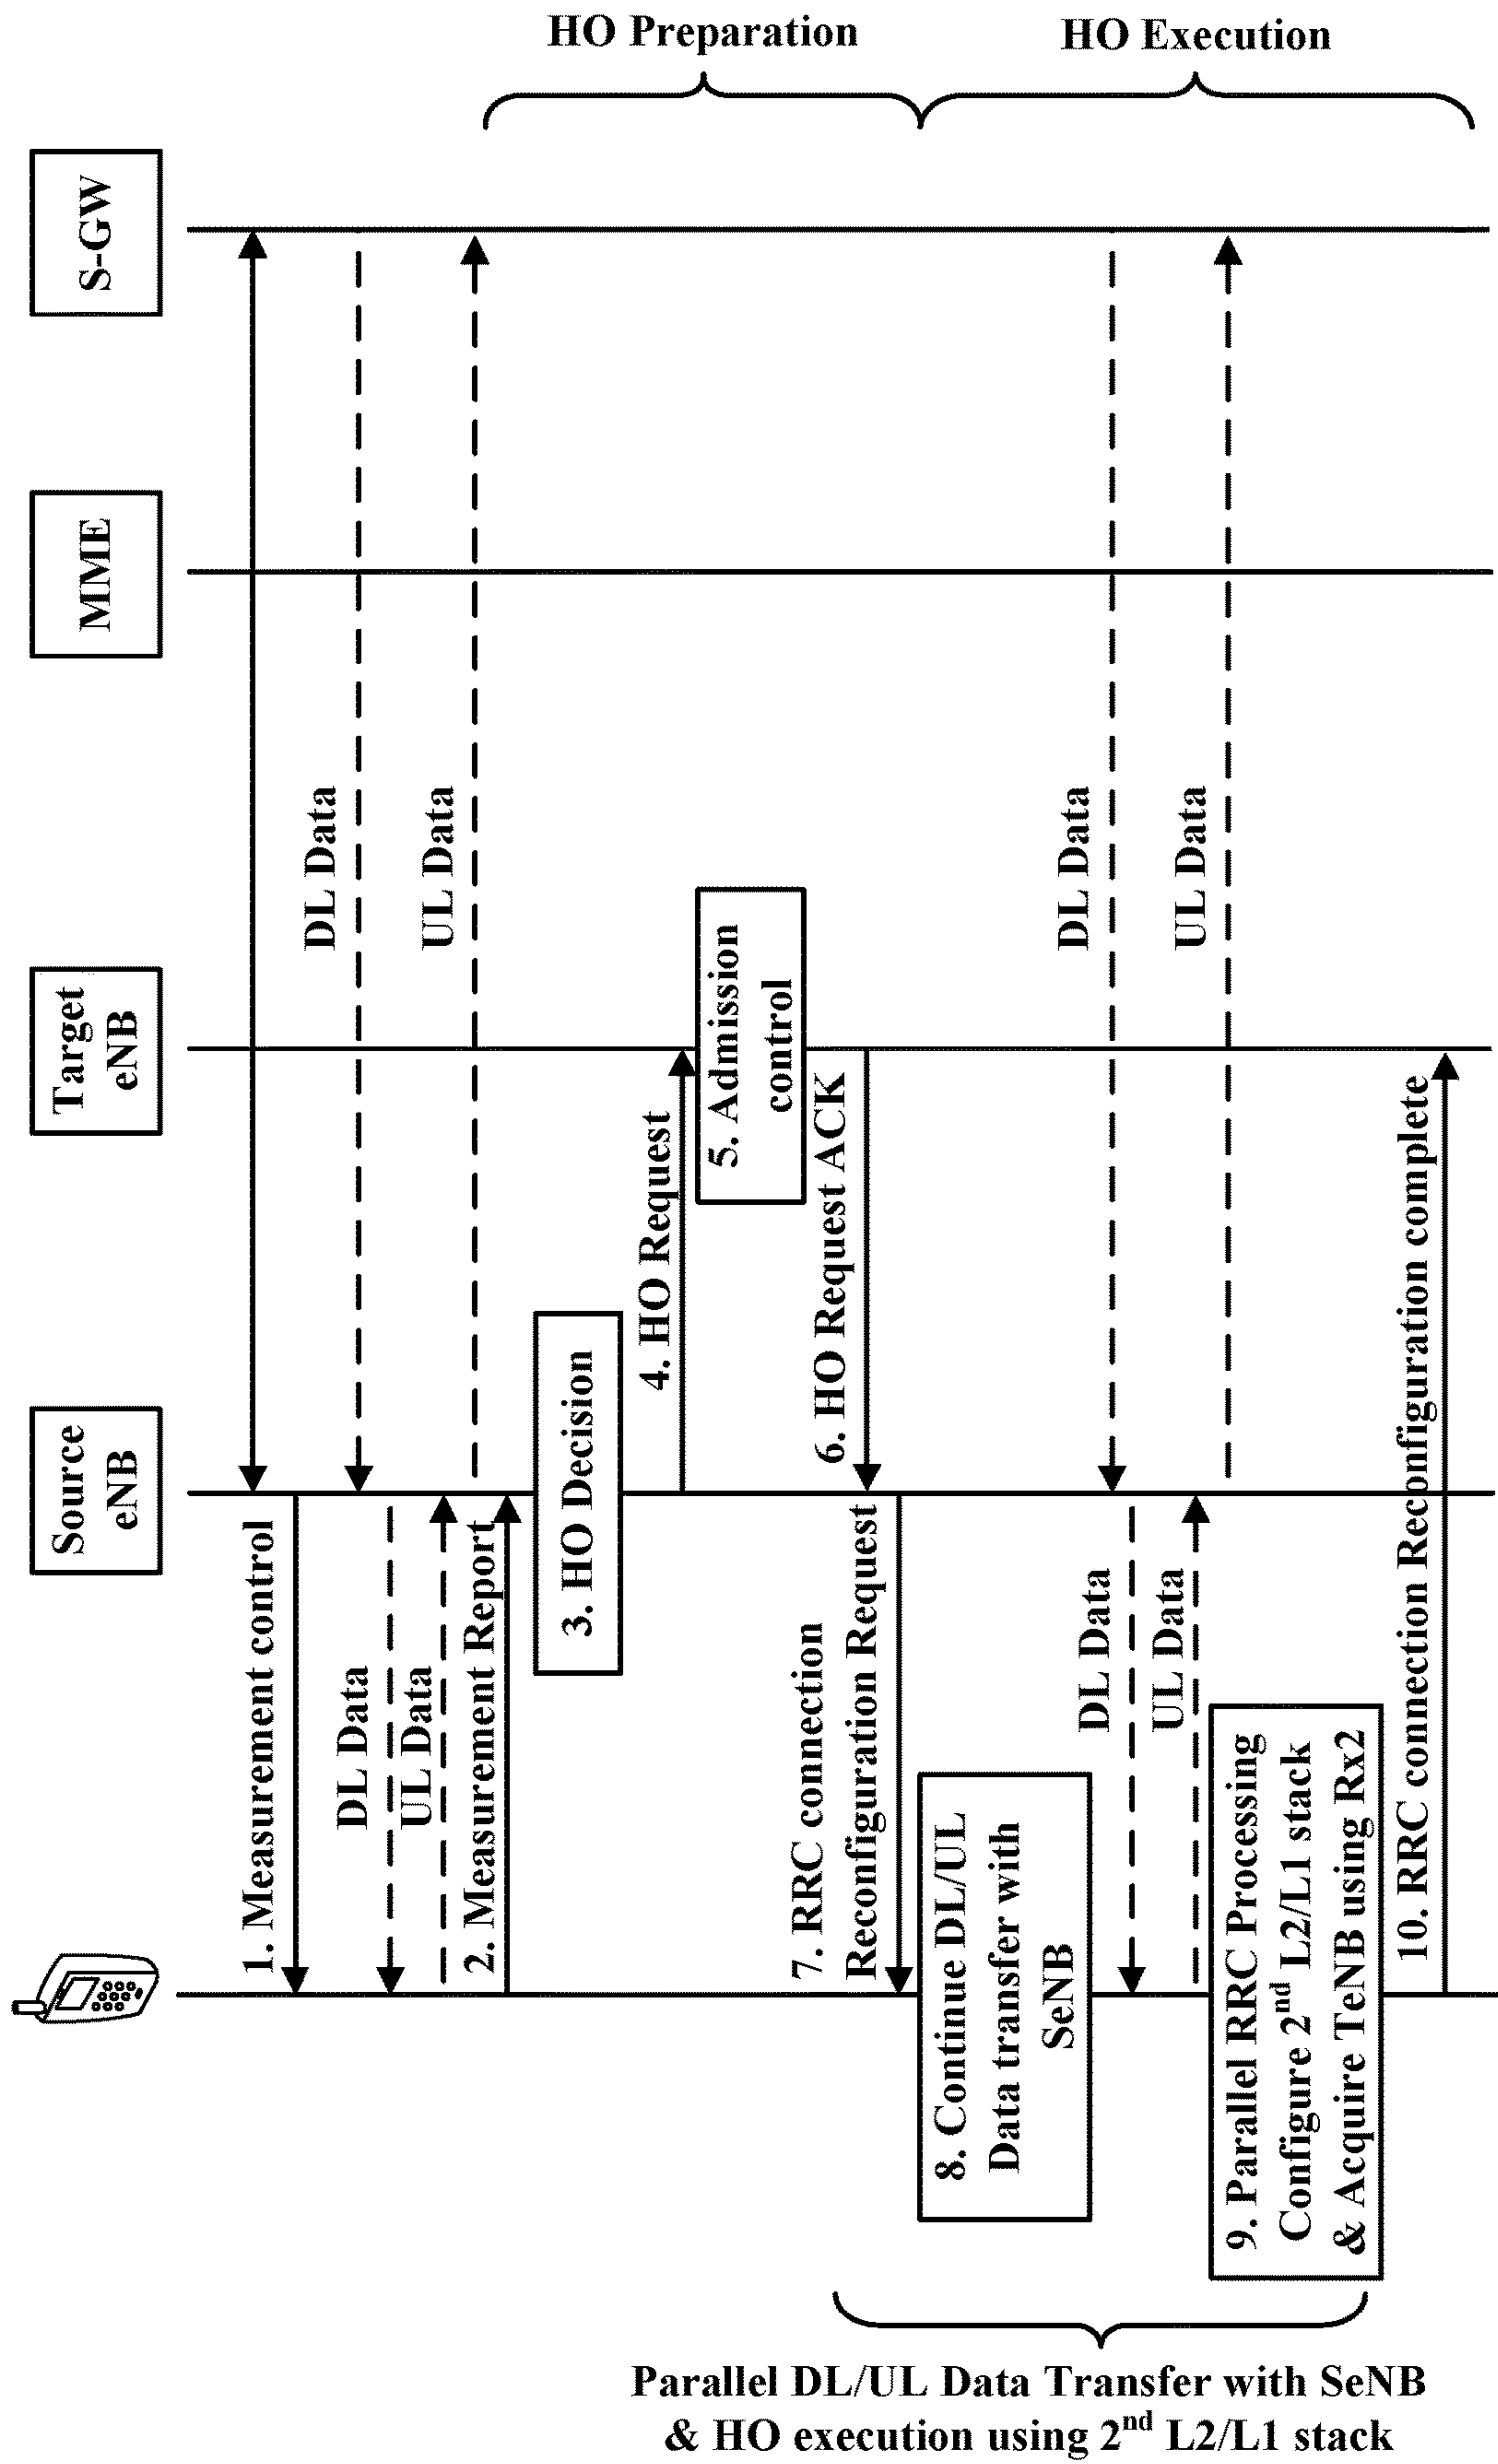 HO Preparation
HO Execution
Source
eNB
Target
eNB
MME
S-GW
1. Measurement control
DL Data
DL Data
UL Data
UL Data
2. Measurement Report
3. HO Decision
4. HO Request
5. Admission
control
6. HO Request ACK
7. RRC connection
Reconfiguration Request
8. Continue DL/UL
Data transfer with
SeNB
DL Data
DL Data
UL Data
UL Data
9. Parallel RRC Processing
Configure 2nd L2/L1 stack
& Acquire TeNB using Rx2
10. RRC connection Reconfiguration complete
Parallel DL/UL Data Transfer with SeNB
& HO execution using 2nd L2/L1 stack